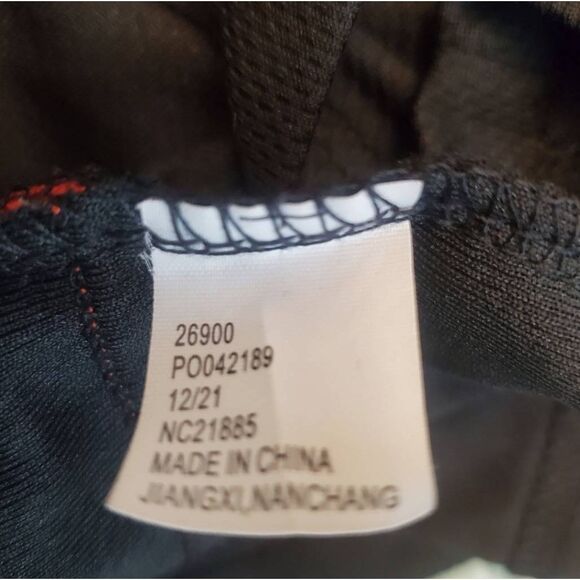 26900
PO042189
12/21
NC21885
MADE IN CHINA
JIANGXI,NANCHANG